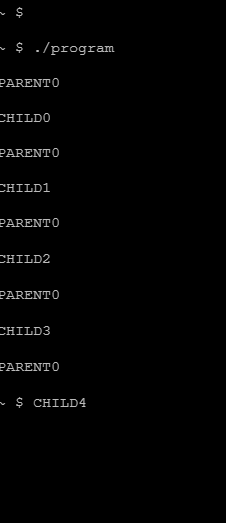 ~ $
~ $ ./program
PARENT0
CHILD0
PARENT0
CHILD1
PARENT0
CHILD2
PARENT0
CHILD3
PARENT0
~ $ CHILD4